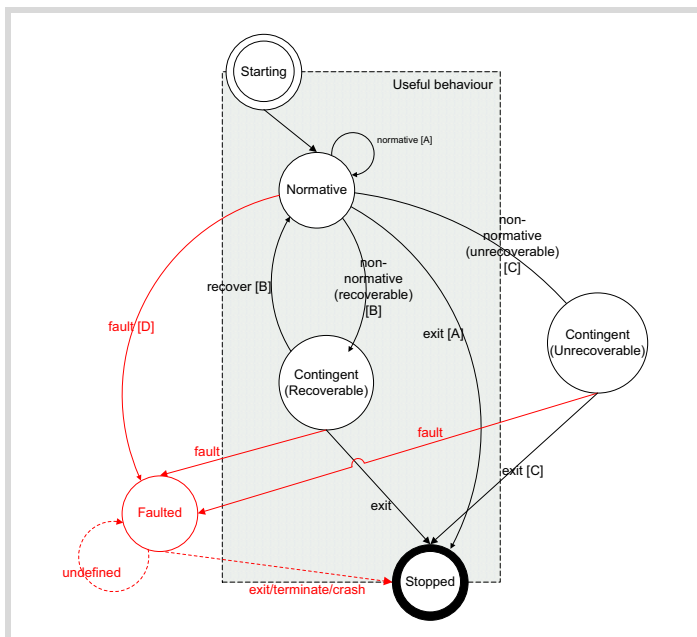 Starting
Useful behaviour
normative [A]
Normative
non-
normative
(unrecoverable)
[C]
non-
normative
(recoverable)
[B]
recover [B]
fault [D]
exit [A]
Contingent
(Unrecoverable)
Contingent
(Recoverable)
fault
fault
exit [C]
exit
Faulted
undefined
exit/terminate/crash
Stopped